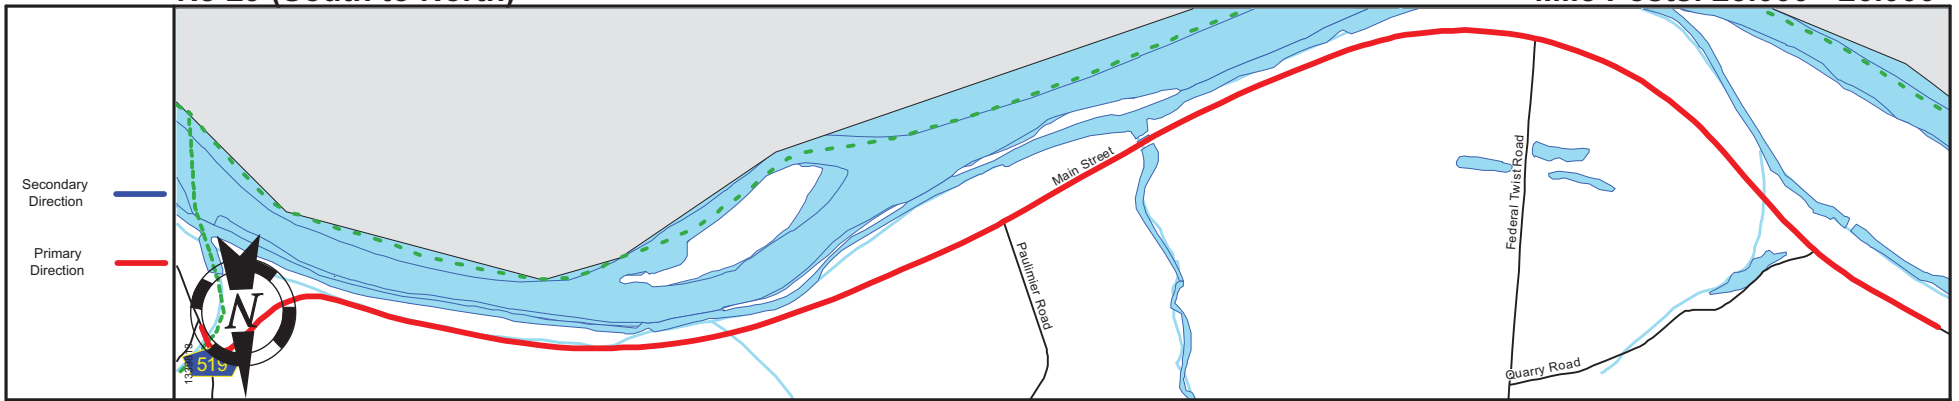 Secondary
Direction
Primary
Direction
Main Street
Paulimier Road
Federal Twist Road
Quarry Road
N
519